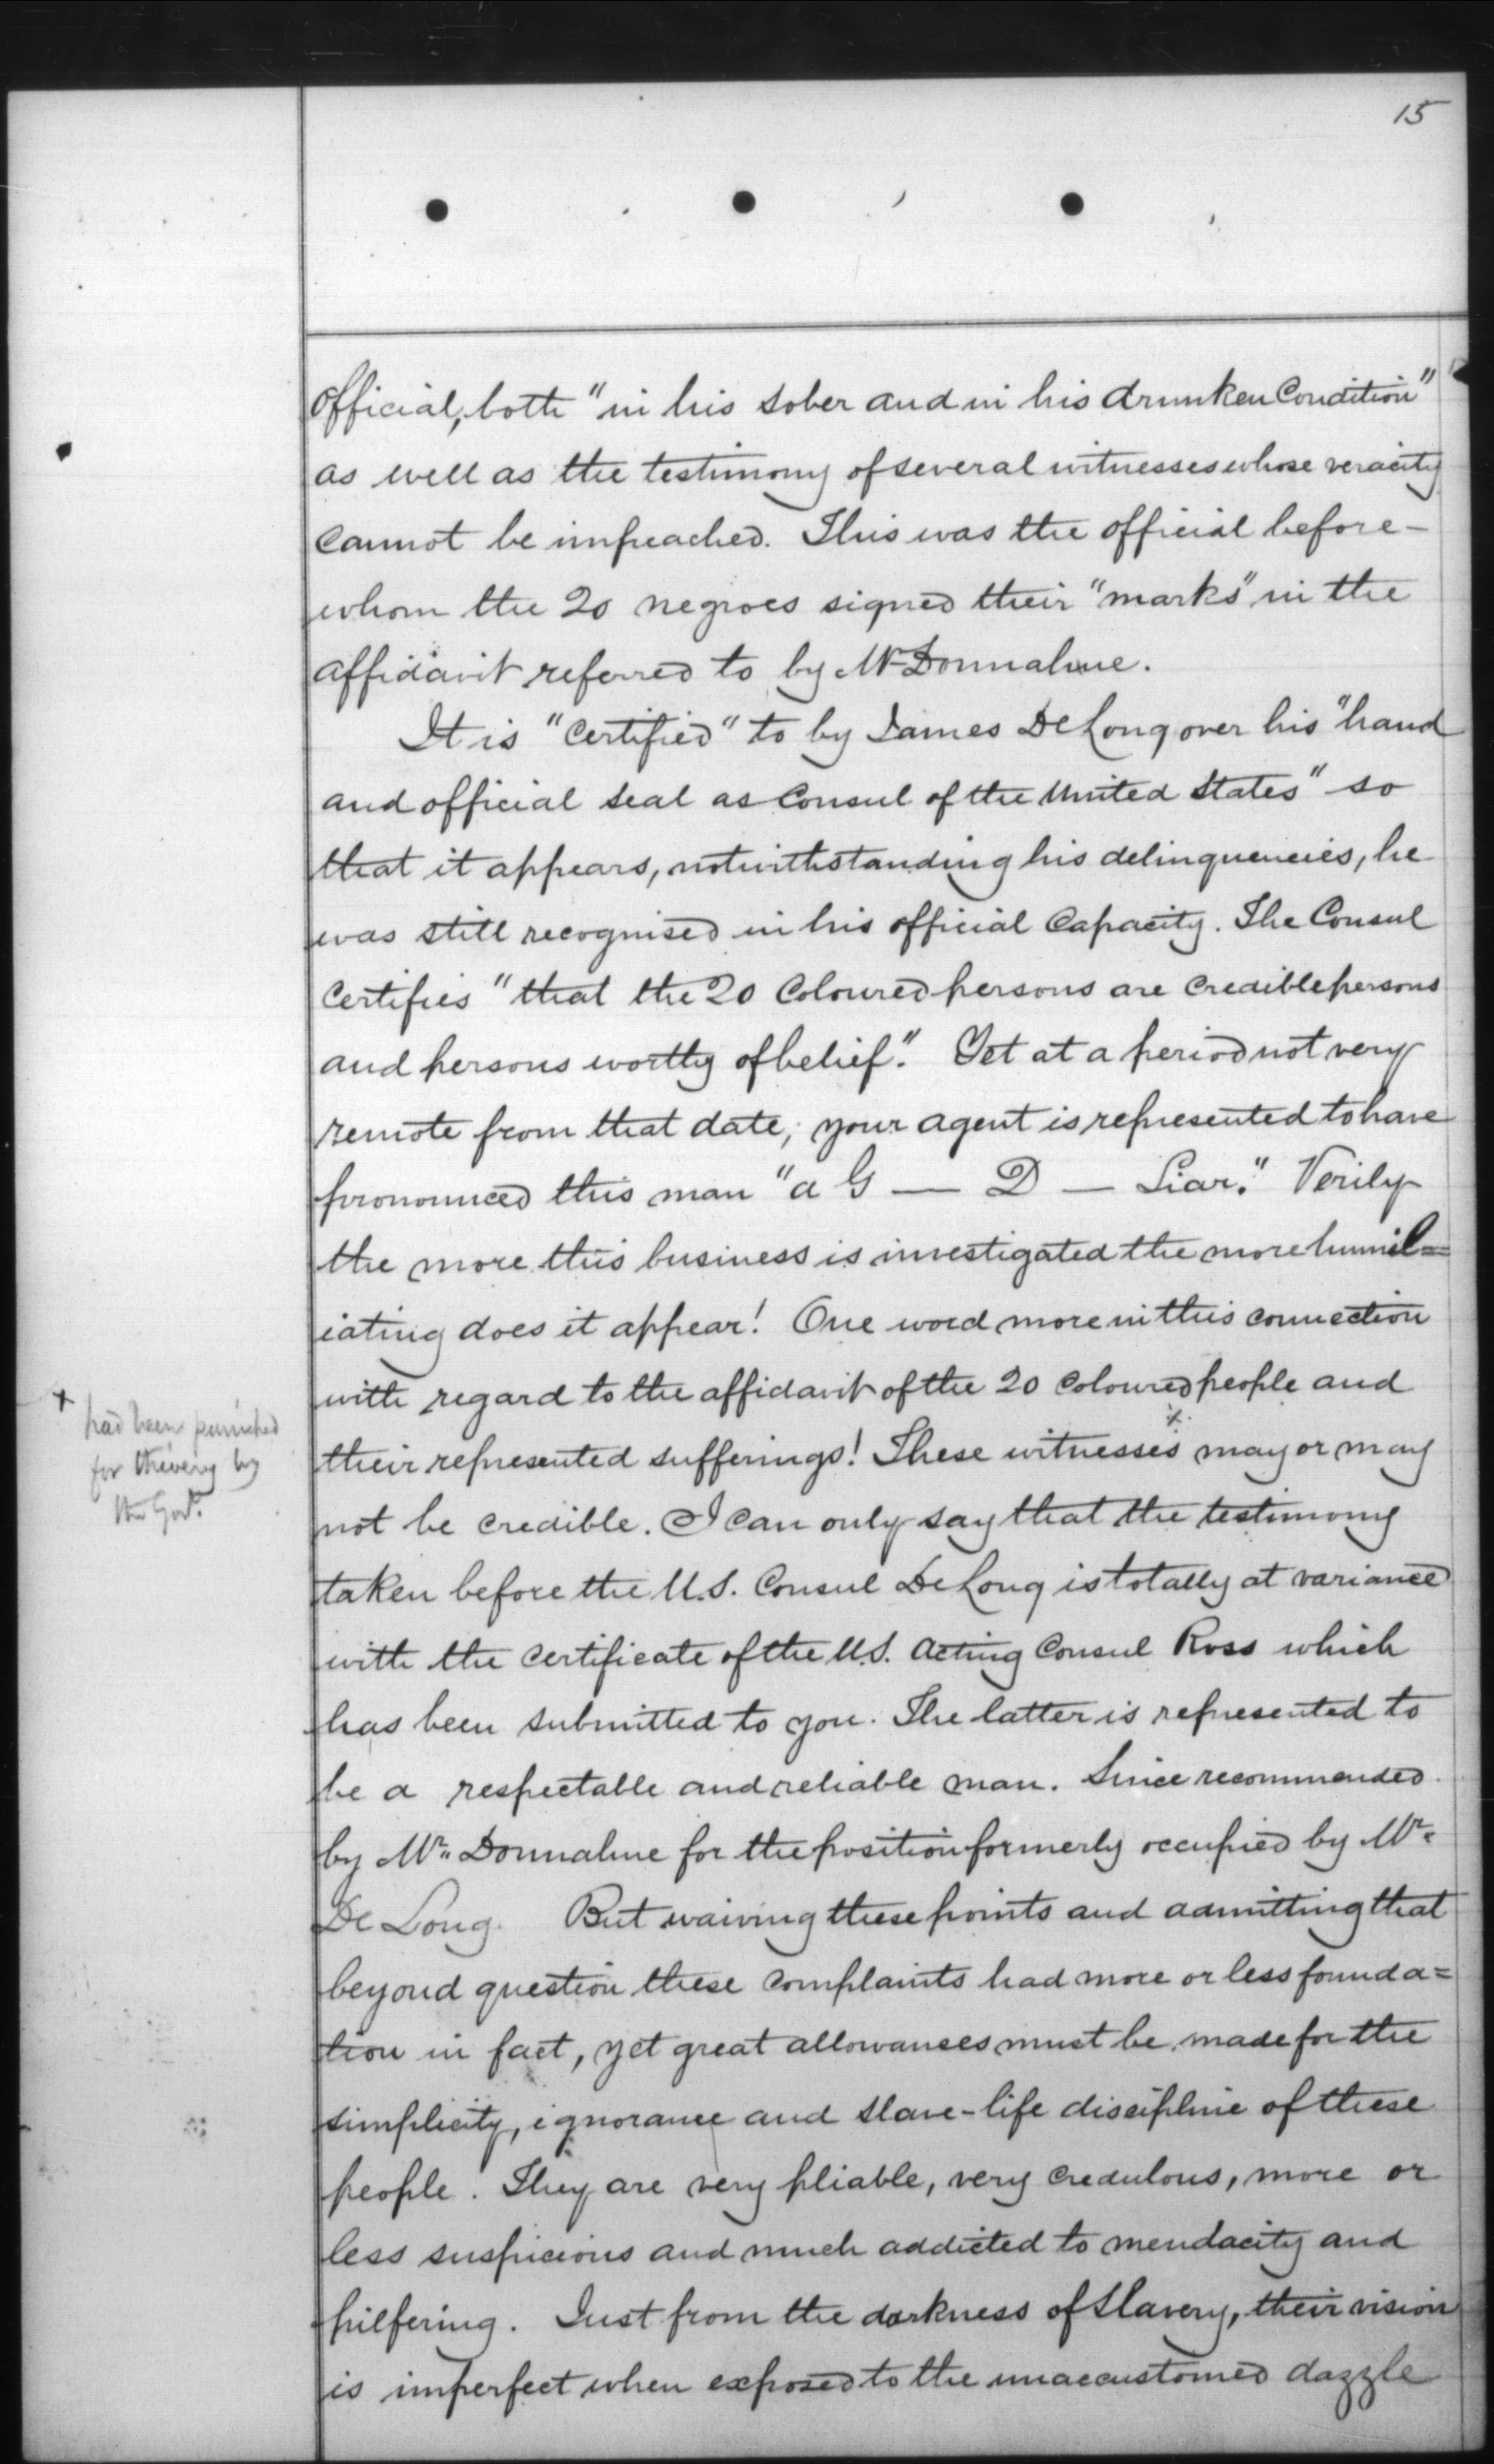 15
Official, both "in his sober and in his drunken Condition"
as well as the testimony of several witnesses whose veracity
Cannot be impeached. This was the official before-
whom the 20 negroes signed their "marks" in the
affidavit referred to by Mr Donnahue.
It is "Certified" to by James De Long over his "hand
and official seal as Consul of the United States" so
that it appears, notwithstanding his delinquencies, he
was still recognised in his official Capacity. The Consul
Certifies "that the 20 Coloured persons are Credible persons
and persons worthy of belief." Yet at a period not very
remote from that date, your agent is represented to have
pronounced this man "a G — D — Liar." Verily
the more this business is investigated the more humil=
iating does it appear! One word more in this connection
with regard to the affidavit of the 20 Coloured people and
their represented sufferings! These witnesses x may or may
x had been punished
for thievery by
the Govt.
not be credible. I can only say that the testimony
taken before the U.S. Consul De Long is totally at variance
with the Certificate of the U.S. Acting Consul Ross which
has been submitted to you. The latter is represented to
be a respectable and reliable man. Since recommended
by Mr. Donnahue for the position formerly occupied by Mr.
De Long. But waiving these points and admitting that
beyond question these Complaints had more or less founda=
tion in fact, yet great allowances must be made for the
simplicity, ignorance and slave-life discipline of these
people. They are very pliable, very credulous, more or
less suspicious and much addicted to mendacity and
pilfering. Just from the darkness of slavery, their vision
is imperfect when exposed to the unaccustomed dazzle